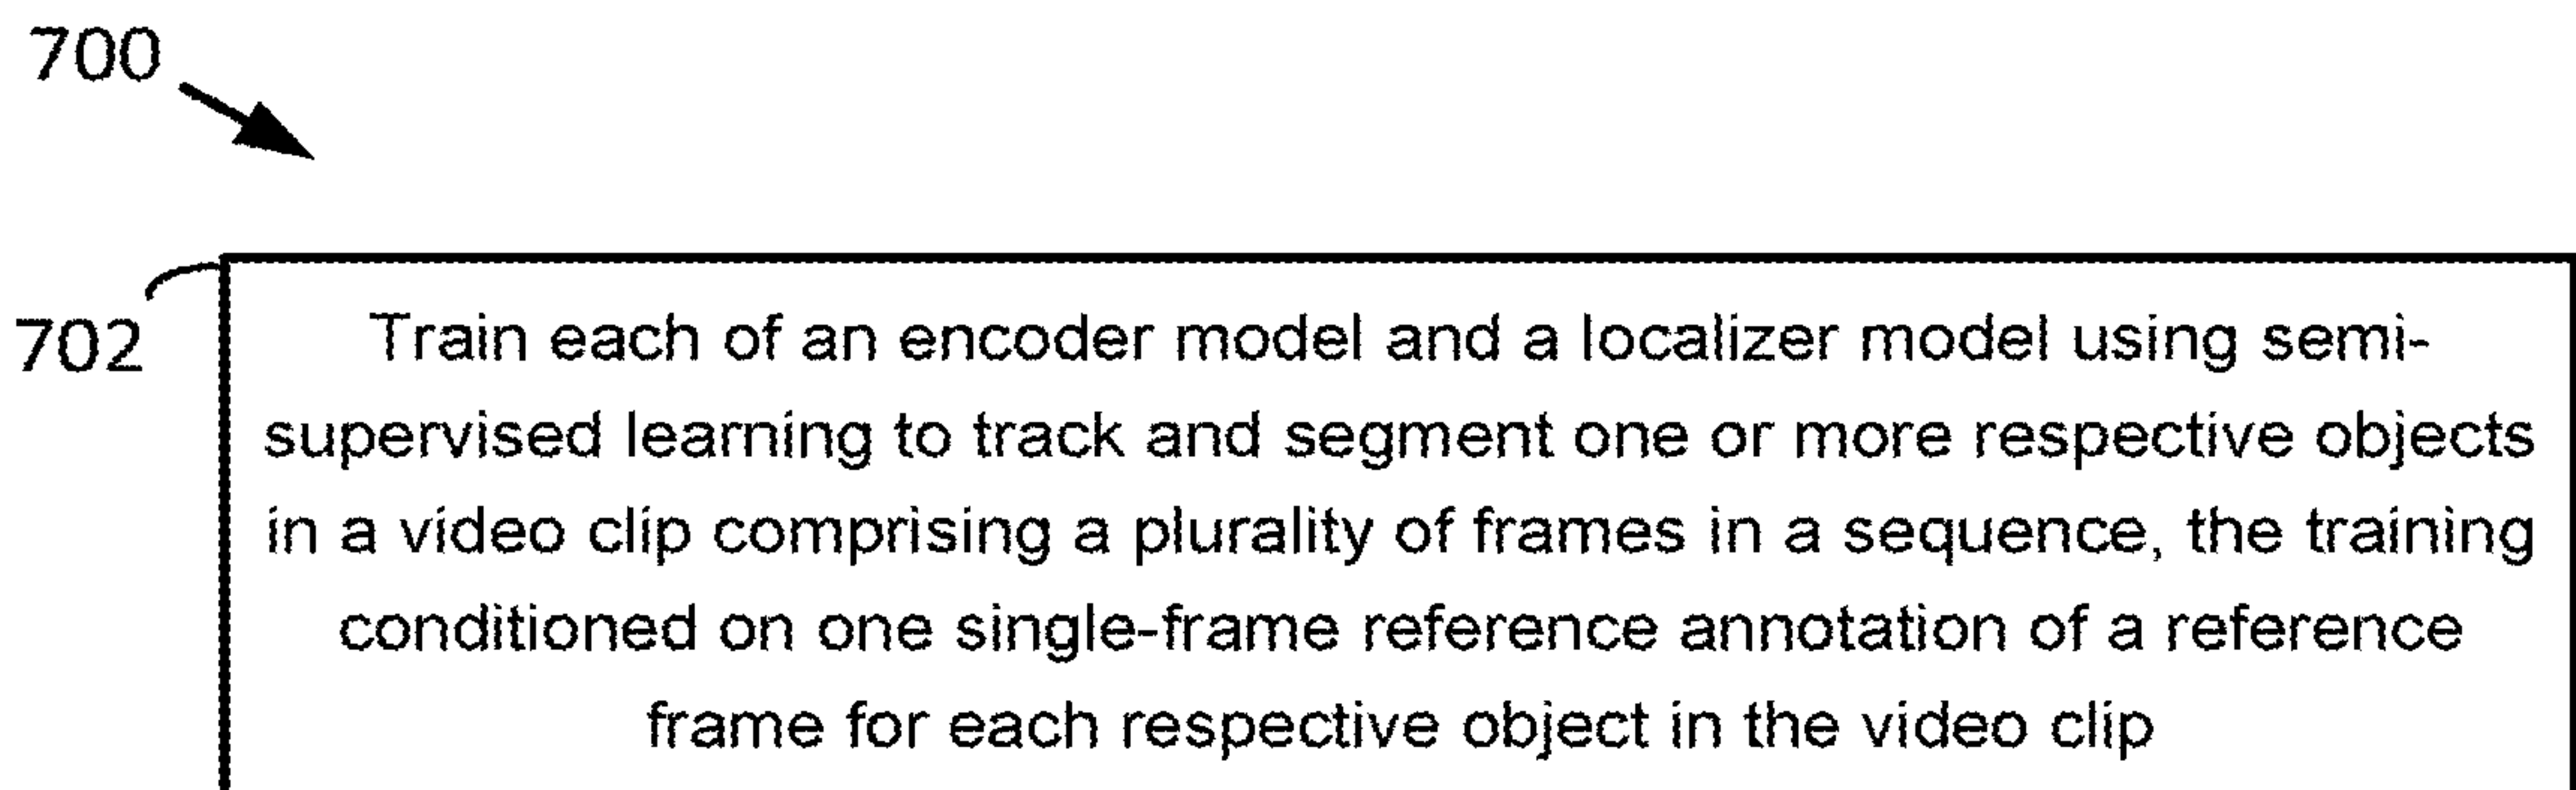 700
702
Train each of an encoder model and a localizer model using semi-
supervised learning to track and segment one or more respective objects
in a video clip comprising a plurality of frames in a sequence, the training
conditioned on one single-frame reference annotation of a reference
frame for each respective object in the video clip